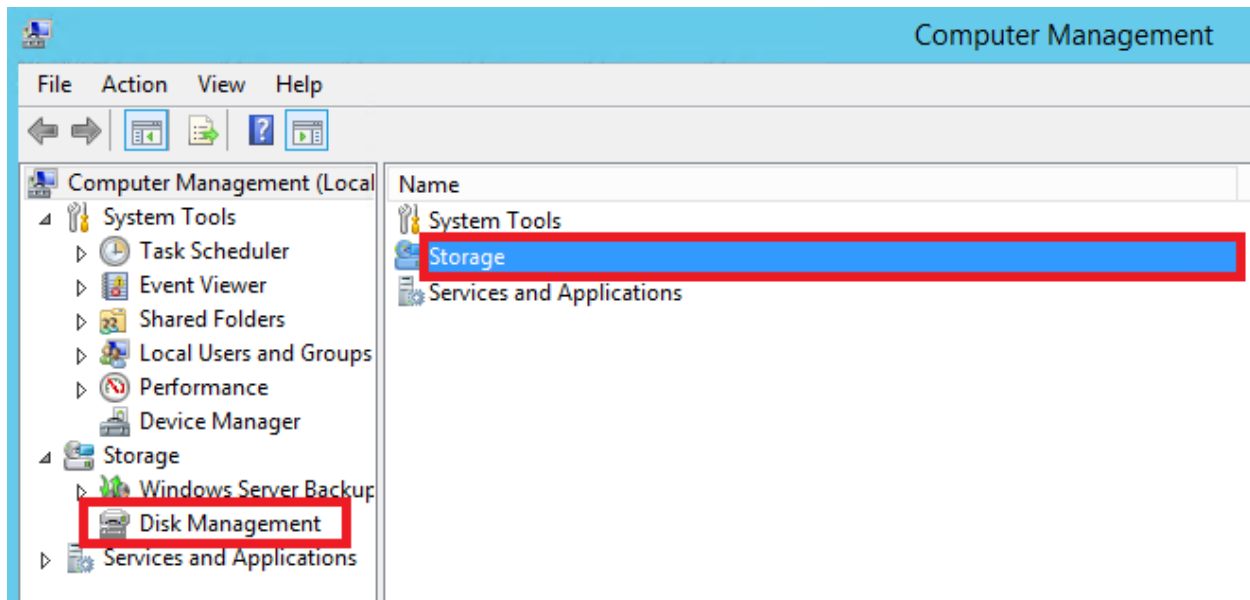 Computer Management
File Action View Help
Computer Management (Local
System Tools
Task Scheduler
Event Viewer
Shared Folders
Local Users and Groups
Performance
Device Manager
Storage
Windows Server Backup
Disk Management
Services and Applications
Name
System Tools
Storage
Services and Applications